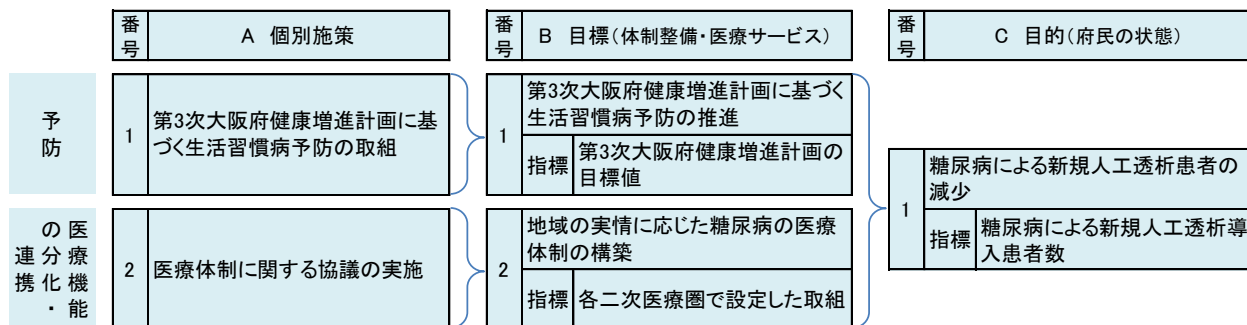 番号
A 個別施策
番号
B 目標(体制整備・医療サービス)
番号
C 目的(府民の状態)
予防
1
第3次大阪府健康増進計画に基
づく生活習慣病予防の取組
1
第3次大阪府健康増進計画に基づく
生活習慣病予防の推進
指標
第3次大阪府健康増進計画の
目標値
医療機能
の分化・
連携
2
医療体制に関する協議の実施
2
地域の実情に応じた糖尿病の医療
体制の構築
指標
各二次医療圏で設定した取組
1
糖尿病による新規人工透析患者の
減少
指標
糖尿病による新規人工透析導
入患者数